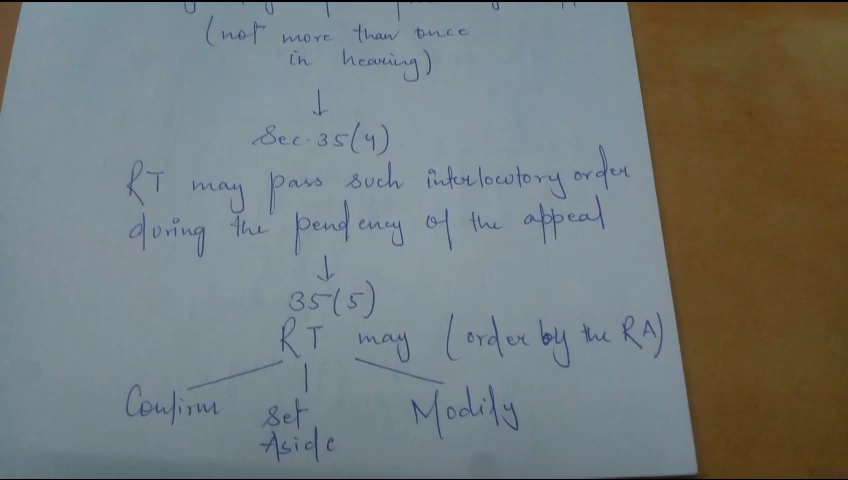 (not more than once
in hearing)
↓
Sec. 35(4)
RT may pass such interlocutory order
during the pendency of the appeal
↓
35(5)
RT may (order by the RA)
Confirm Set Aside Modify